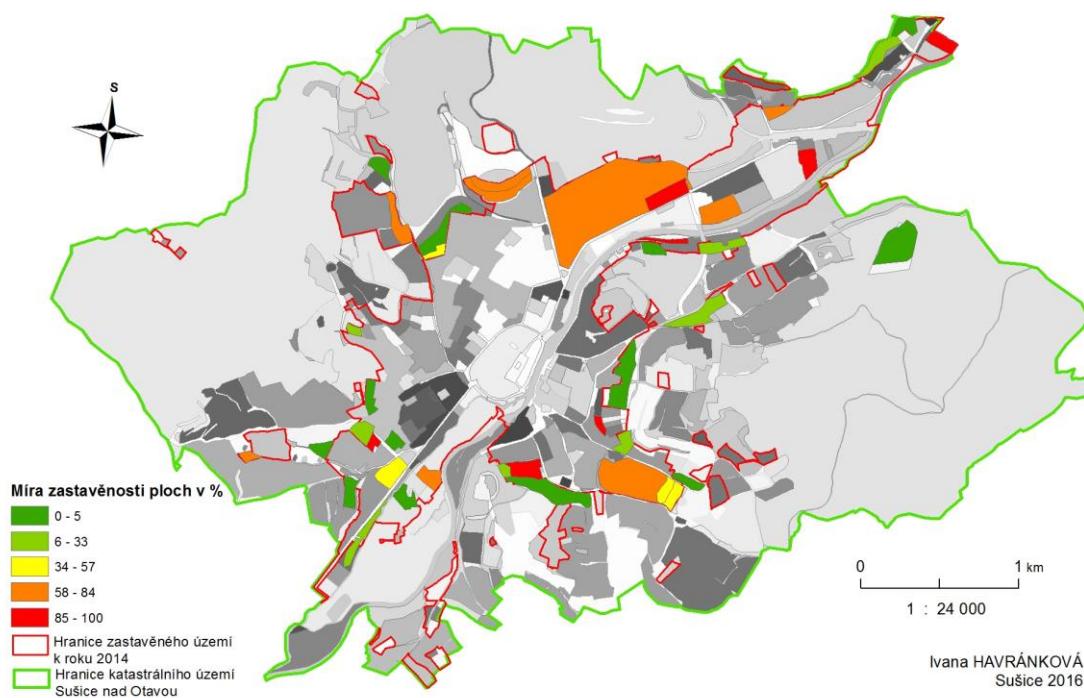 S
Míra zastavěnosti ploch v %
0 - 5
6 - 33
34 - 57
58 - 84
85 - 100
Hranice zastavěného území
k roku 2014
Hranice katastrálního území
Sušice nad Otavou
0 1 km
1 : 24 000
Ivana HAVRÁNKOVÁ
Sušice 2016